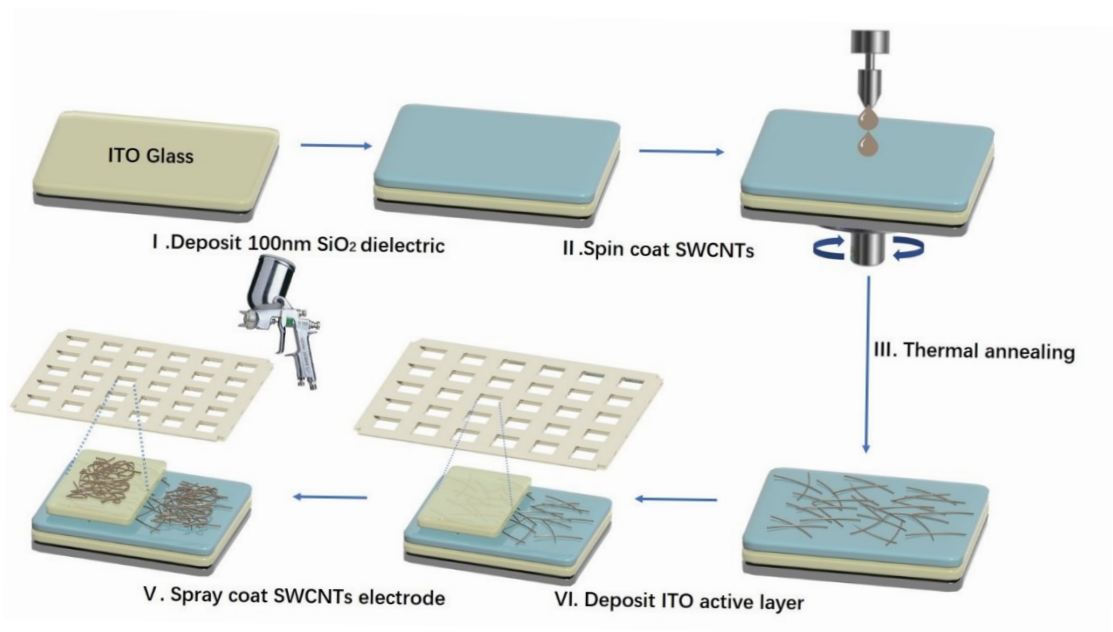 ITO Glass
I .Deposit 100nm SiO₂ dielectric
II .Spin coat SWCNTs
III. Thermal annealing
VI. Deposit ITO active layer
V . Spray coat SWCNTs electrode